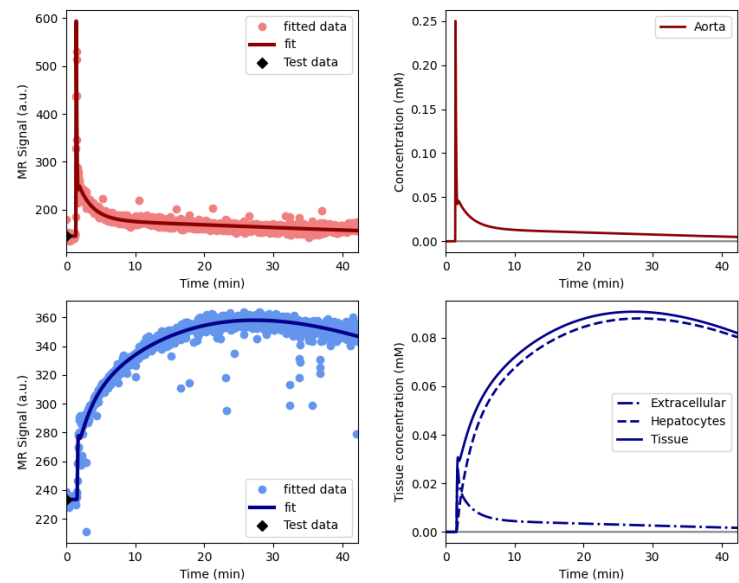 MR Signal (a.u.)
600
500
400
300
200
fitted data
fit
Test data
0 10 20 30 40
Time (min)
Concentration (mM)
0.25
0.20
0.15
0.10
0.05
0.00
Aorta
0 10 20 30 40
Time (min)
MR Signal (a.u.)
360
340
320
300
280
260
240
220
fitted data
fit
Test data
0 10 20 30 40
Time (min)
Tissue concentration (mM)
0.08
0.06
0.04
0.02
0.00
Extracellular
Hepatocytes
Tissue
0 10 20 30 40
Time (min)